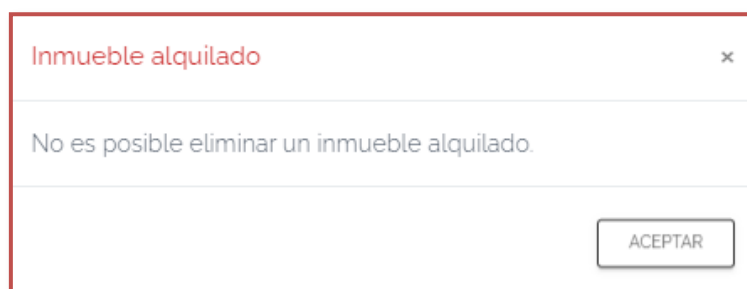 Inmueble alquilado ×
No es posible eliminar un inmueble alquilado.
ACEPTAR